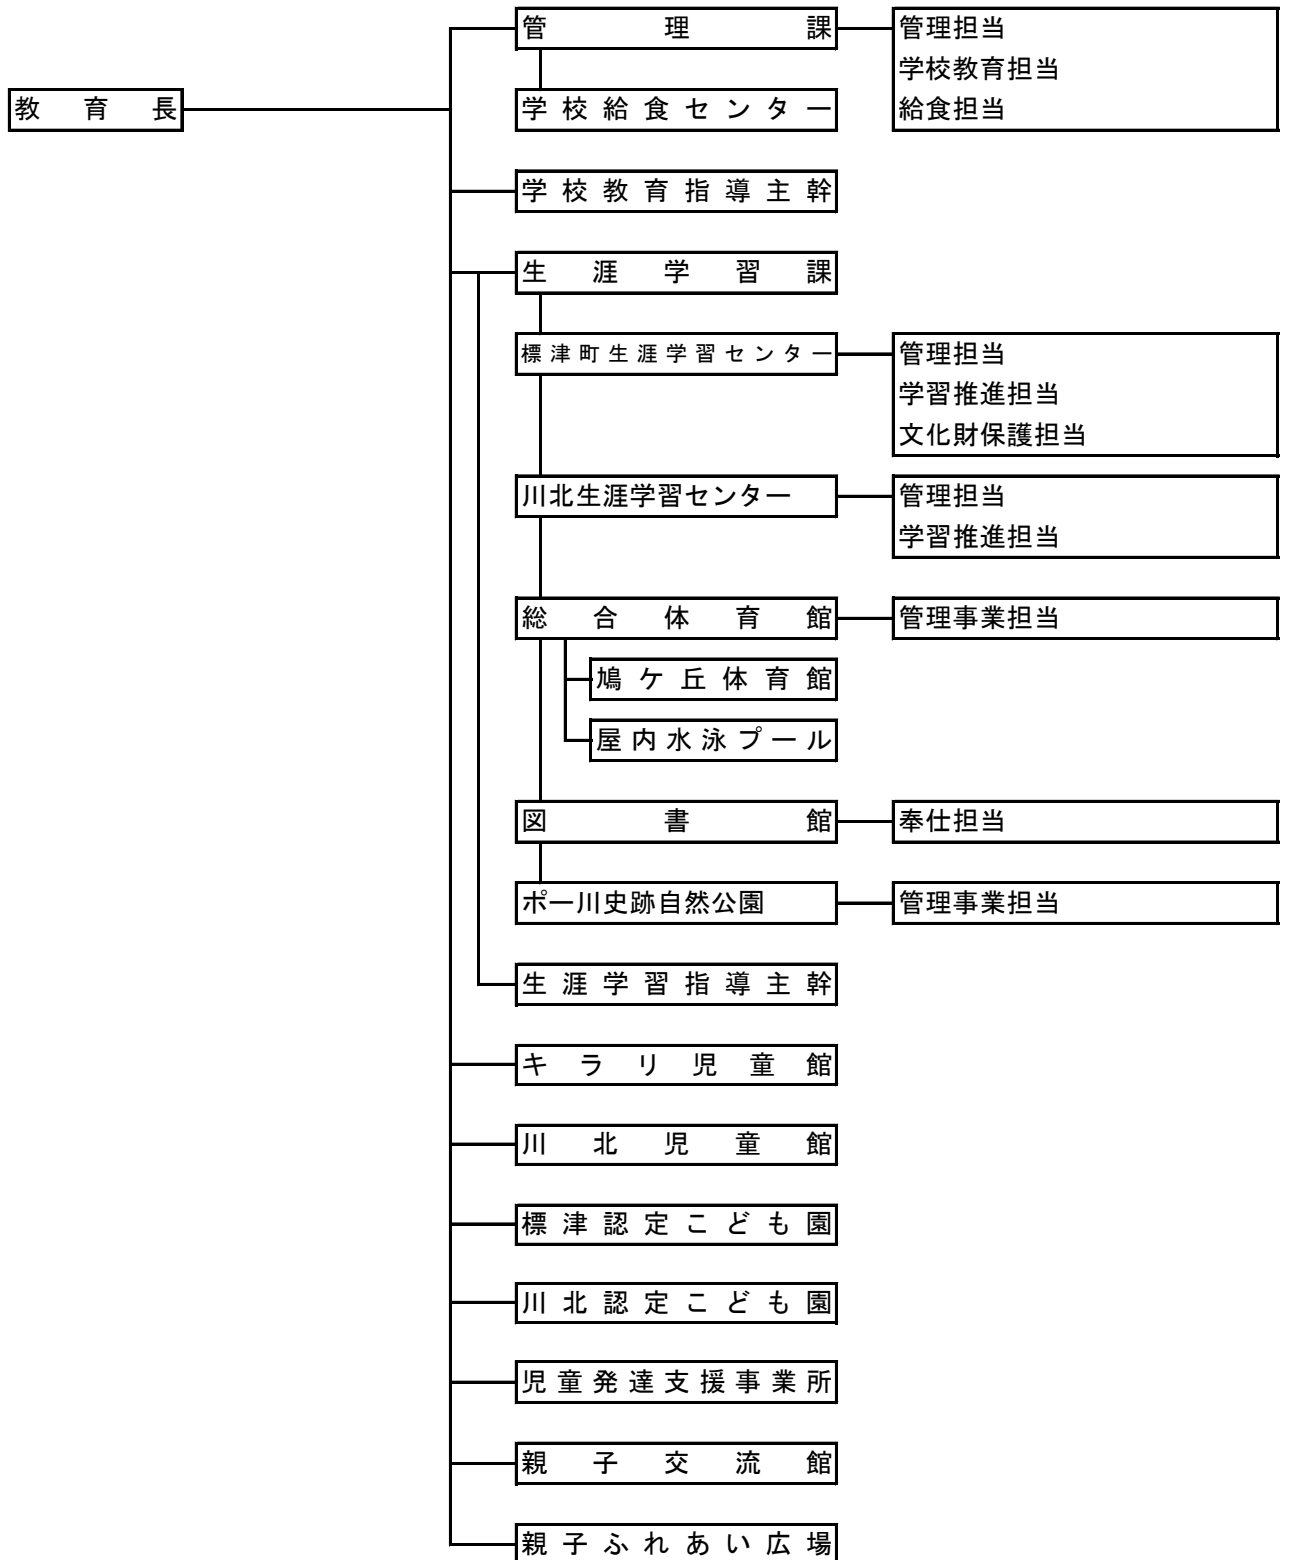 教育長
管理課
管理担当
学校教育担当
給食担当
学校給食センター
学校教育指導主幹
生涯学習課
標津町生涯学習センター
管理担当
学習推進担当
文化財保護担当
川北生涯学習センター
管理担当
学習推進担当
総合体育館
管理事業担当
鳩ケ丘体育館
屋内水泳プール
図書館
奉仕担当
ポー川史跡自然公園
管理事業担当
生涯学習指導主幹
キラリ児童館
川北児童館
標津認定こども園
川北認定こども園
児童発達支援事業所
親子交流館
親子ふれあい広場